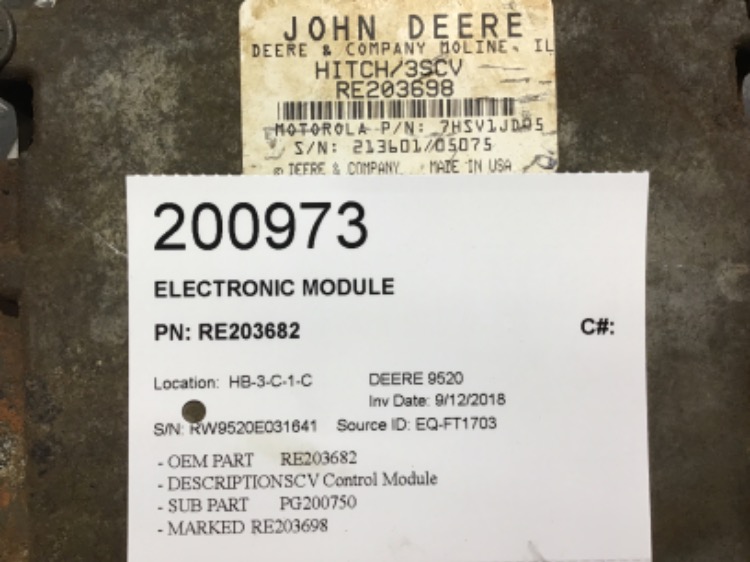 JOHN DEERE
DEERE & COMPANY MOLINE, IL
HITCH/3SCV
RE203698
MOTOROLA P/N: 7HSV1JD05
S/N: 213601/05075
© DEERE & COMPANY MADE IN USA
200973
ELECTRONIC MODULE
PN: RE203682 C#:
Location: HB-3-C-1-C DEERE 9520
Inv Date: 9/12/2018
S/N: RW9520E031641 Source ID: EQ-FT1703
- OEM PART RE203682
- DESCRIPTIONSCV Control Module
- SUB PART PG200750
- MARKED RE203698